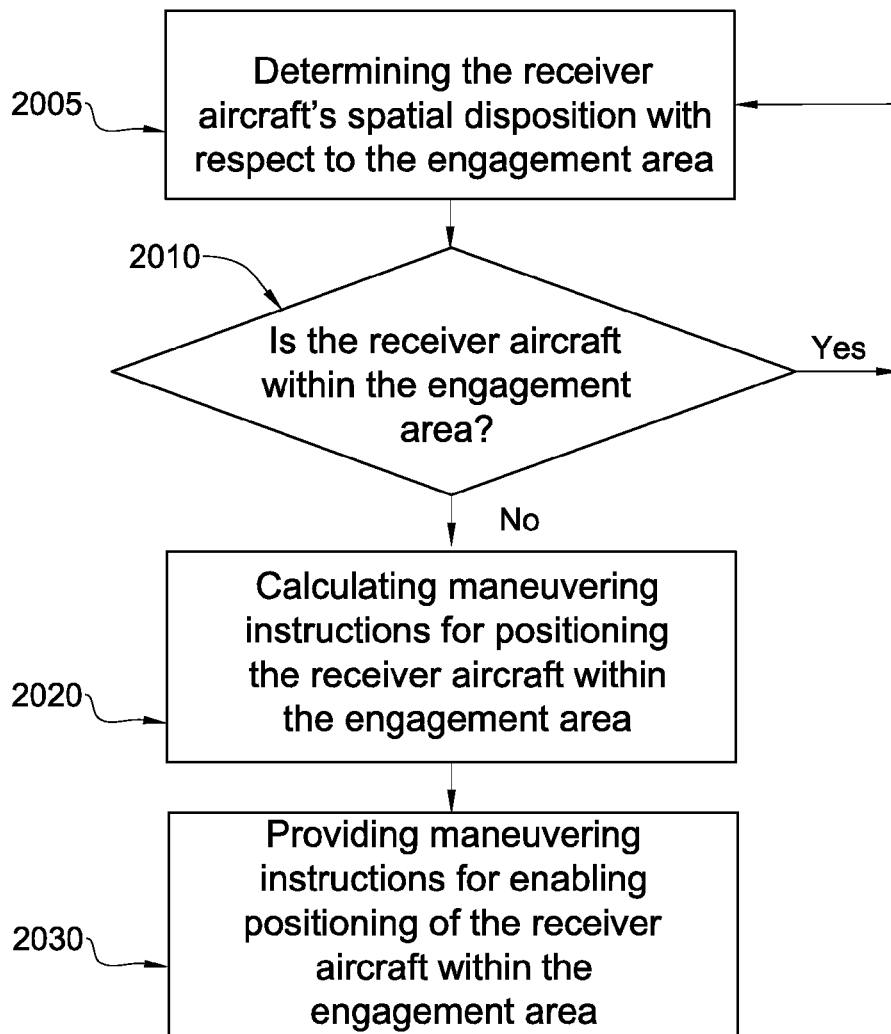 Determining the receiver
aircraft's spatial disposition with
respect to the engagement area
2005
2010
Is the receiver aircraft
within the engagement
area?
Yes
No
Calculating maneuvering
instructions for positioning
the receiver aircraft within
the engagement area
2020
Providing maneuvering
instructions for enabling
positioning of the receiver
aircraft within the
engagement area
2030